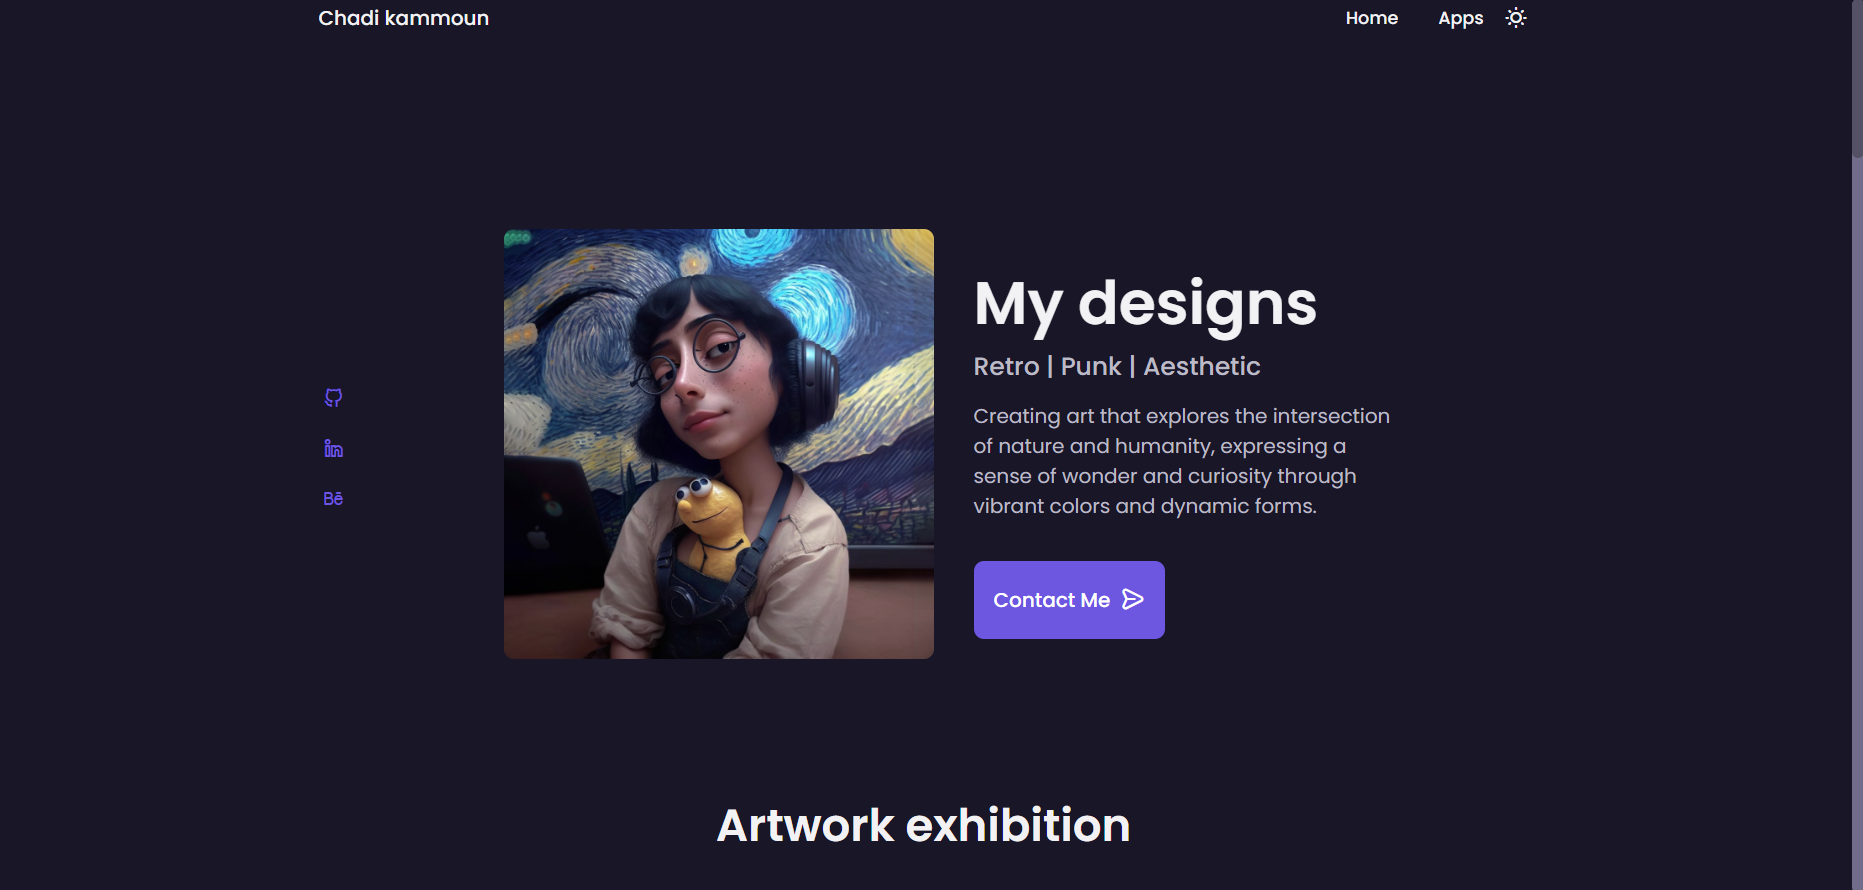 Chadi kammoun
Home
Apps
My designs
Retro | Punk | Aesthetic
Creating art that explores the intersection
of nature and humanity, expressing a
sense of wonder and curiosity through
vibrant colors and dynamic forms.
Contact Me
Artwork exhibition